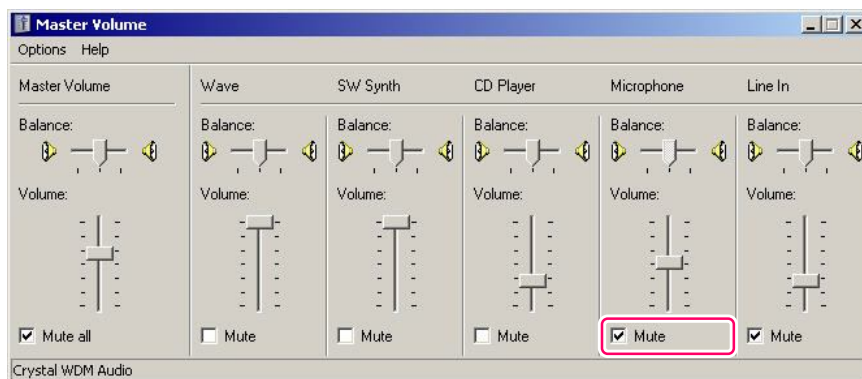 Master Volume
Options Help
Master Volume Wave SW Synth CD Player Microphone Line In
Balance: Balance: Balance: Balance: Balance: Balance:
Volume: Volume: Volume: Volume: Volume: Volume:
Mute all Mute Mute Mute Mute Mute
Crystal WDM Audio